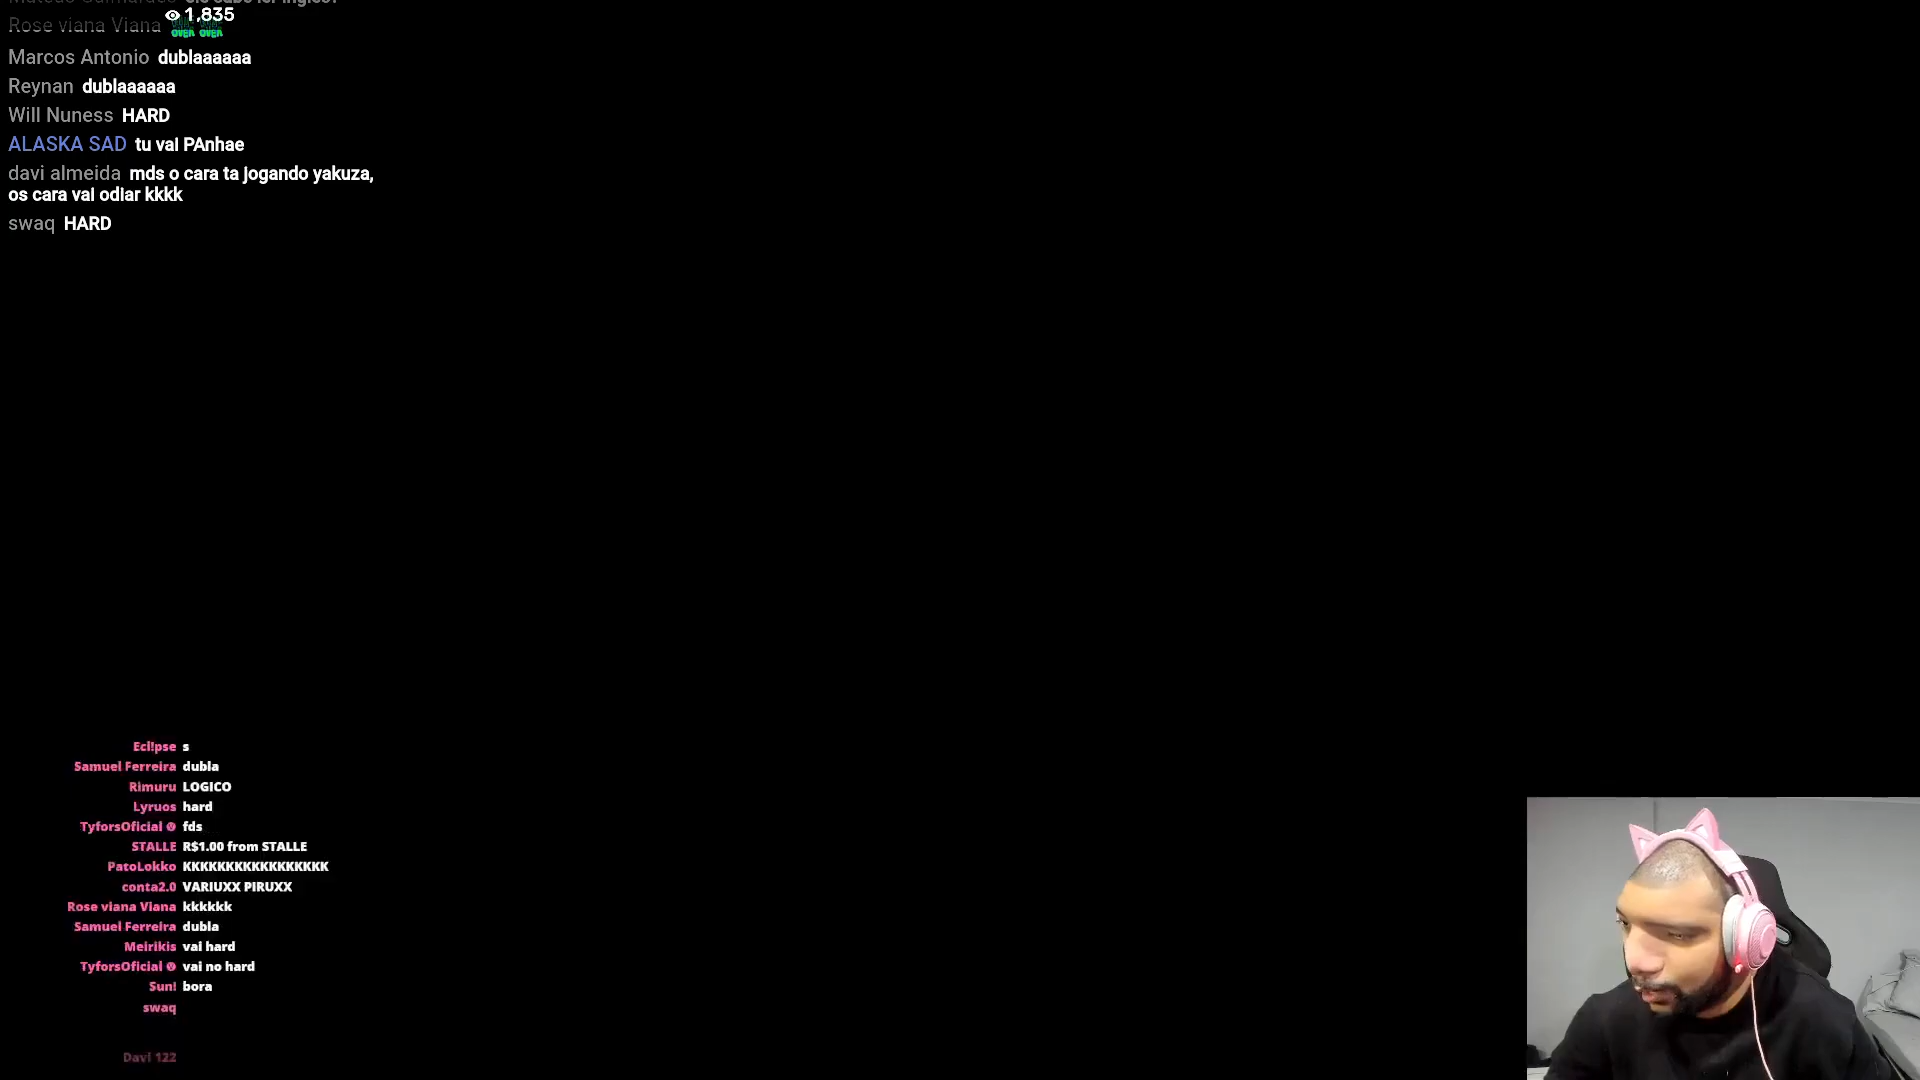 1,835
Rose viana Viana OVER OVER
Marcos Antonio dublaaaaaa
Reynan dublaaaaaa
Will Nuness HARD
ALASKA SAD tu vai PAnhae
davi almeida mds o cara ta jogando yakuza,
os cara vai odiar kkkk
swaq HARD
Ecl!pse s
Samuel Ferreira dubla
Rimuru LOGICO
Lyruos hard
TyforsOficial fds
STALLE R$1.00 from STALLE
PatoLokko KKKKKKKKKKKKKKKKK
conta2.0 VARIUXX PIRUXX
Rose viana Viana kkkkkk
Samuel Ferreira dubla
Meirikis vai hard
TyforsOficial vai no hard
Sun! bora
swaq
Davi 122